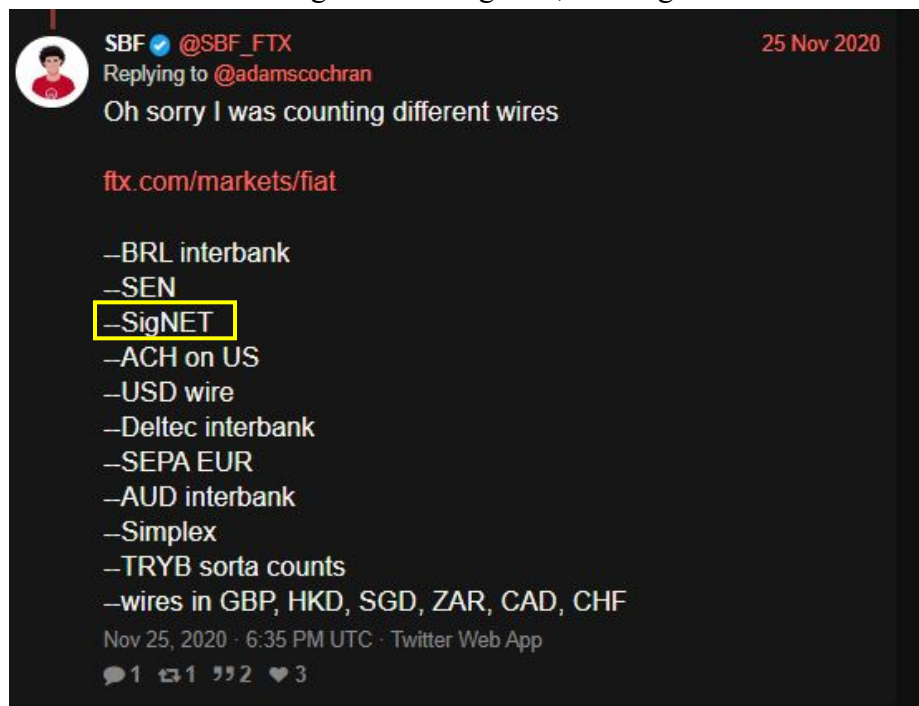 SBF @SBF_FTX 25 Nov 2020
Replying to @adamscochran
Oh sorry I was counting different wires
ftx.com/markets/fiat
--BRL interbank
--SEN
--SigNET
--ACH on US
--USD wire
--Deltec interbank
--SEPA EUR
--AUD interbank
--Simplex
--TRYB sorta counts
--wires in GBP, HKD, SGD, ZAR, CAD, CHF
Nov 25, 2020 · 6:35 PM UTC · Twitter Web App
1 1 2 3